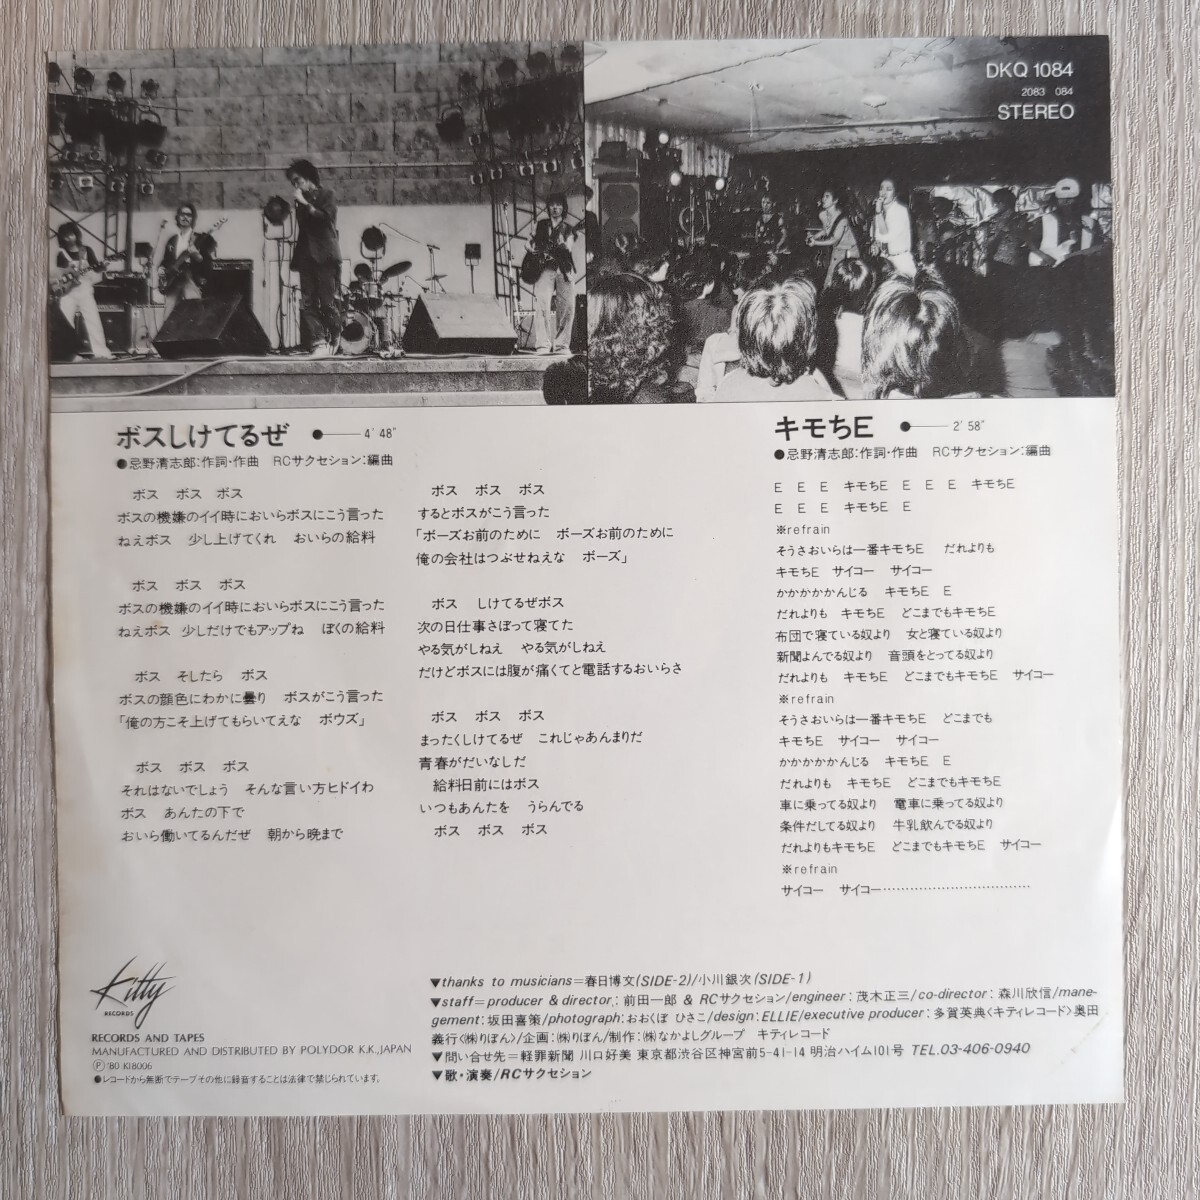 DKQ 1084
2083 084
STEREO
ボスしけてるぜ ●—— 4′48″
●忌野清志郎:作詞・作曲 RCサクセション:編曲
ボス ボス ボス
ボスの機嫌のイイ時においらボスにこう言った
ねえボス 少し上げてくれ おいらの給料
ボス ボス ボス
ボスの機嫌のイイ時においらボスにこう言った
ねえボス 少しだけでもアップね ぼくの給料
ボス そしたら ボス
ボスの顔色にわかに曇り ボスがこう言った
「俺の方こそ上げてもらいてえな ボウズ」
ボス ボス ボス
それはないでしょう そんな言い方ヒドイわ
ボス あんたの下で
おいら働いてるんだぜ 朝から晩まで
ボス ボス ボス
するとボスがこう言った
「ボーズお前のために ボーズお前のために
俺の会社はつぶせねえな ボーズ」
ボス しけてるぜボス
次の日仕事さぼって寝てた
やる気がしねえ やる気がしねえ
だけどボスには腹が痛くてと電話するおいらさ
ボス ボス ボス
まったくしけてるぜ これじゃあんまりだ
青春がだいなしだ
給料日前にはボス
いつもあんたを うらんでる
ボス ボス ボス
キモちE ●—— 2′58″
●忌野清志郎:作詞・作曲 RCサクセション:編曲
E E E キモちE E E E キモちE
E E E キモちE E
※refrain
そうさおいらは一番キモちE だれよりも
キモちE サイコー サイコー
かかかかかんじる キモちE E
だれよりも キモちE どこまでもキモちE
布団で寝ている奴より 女と寝ている奴より
新聞よんでる奴より 音頭をとってる奴より
だれよりも キモちE どこまでもキモちE サイコー
※refrain
そうさおいらは一番キモちE どこまでも
キモちE サイコー サイコー
かかかかかんじる キモちE E
だれよりも キモちE どこまでもキモちE
車に乗ってる奴より 電車に乗ってる奴より
条件だしてる奴より 牛乳飲んでる奴より
だれよりもキモちE どこまでもキモちE サイコー
※refrain
サイコー サイコー………………………………
Kitty
RECORDS
RECORDS AND TAPES
MANUFACTURED AND DISTRIBUTED BY POLYDOR K.K., JAPAN
Ⓟ'80 KIB006
●レコードから無断でテープその他に録音することは法律で禁じられています。
▼thanks to musicians=春日博文(SIDE-2)/小川銀次(SIDE-1)
▼staff=producer & director: 前田一郎 & RCサクセション/engineer: 茂木正三/co-director: 森川欣信/mane-
gement: 坂田喜策/photograph: おおくぼ ひさこ/design: ELLIE/executive producer: 多賀英典〈キティレコード〉奥田
義行〈㈱りぼん〉/企画: ㈱りぼん/制作: ㈱なかよしグループ キティレコード
▼問い合せ先=軽罪新聞 川口好美 東京都渋谷区神宮前5-41-14 明治ハイム101号 TEL.03-406-0940
▼歌・演奏/RCサクセション